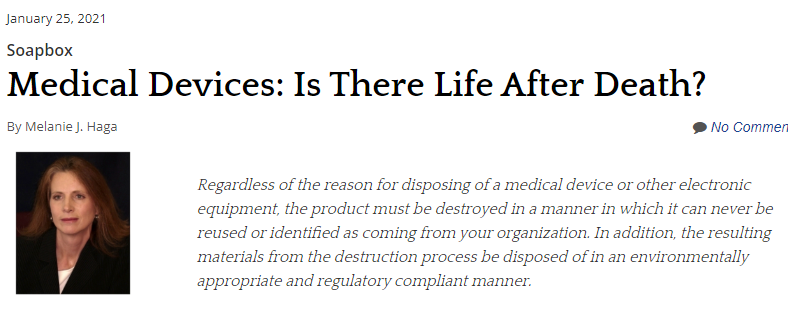 January 25, 2021
Soapbox
Medical Devices: Is There Life After Death?
By Melanie J. Haga
No Commen
Regardless of the reason for disposing of a medical device or other electronic
equipment, the product must be destroyed in a manner in which it can never be
reused or identified as coming from your organization. In addition, the resulting
materials from the destruction process be disposed of in an environmentally
appropriate and regulatory compliant manner.